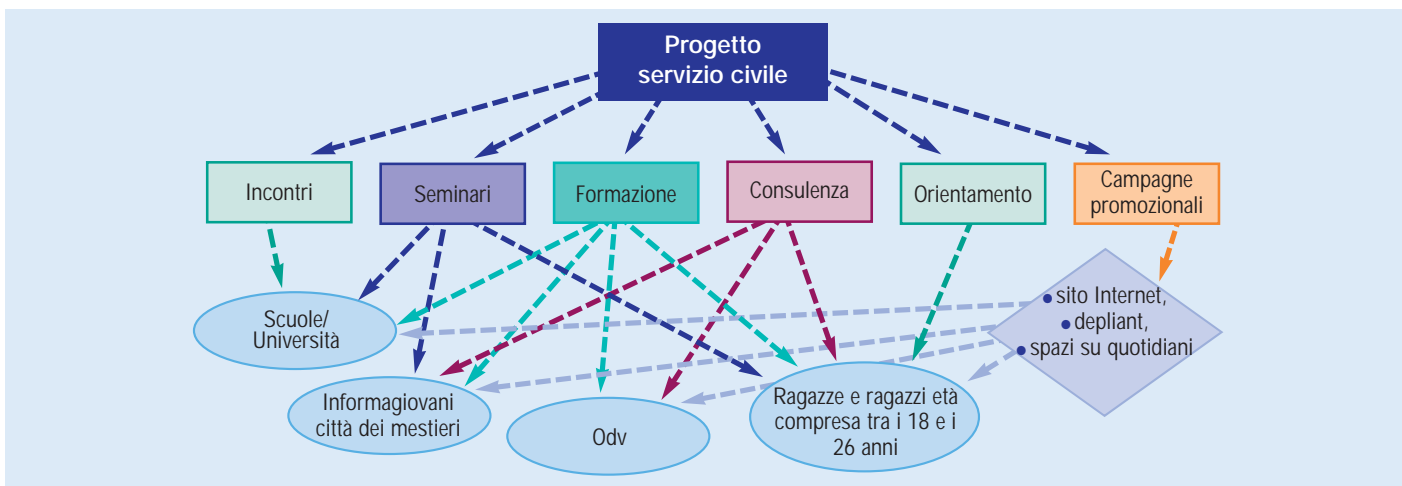 Progetto
servizio civile
Incontri
Seminari
Formazione
Consulenza
Orientamento
Campagne
promozionali
• sito Internet,
• depliant,
• spazi su quotidiani
Scuole/
Università
Informagiovani
città dei mestieri
Odv
Ragazze e ragazzi età
compresa tra i 18 e i
26 anni